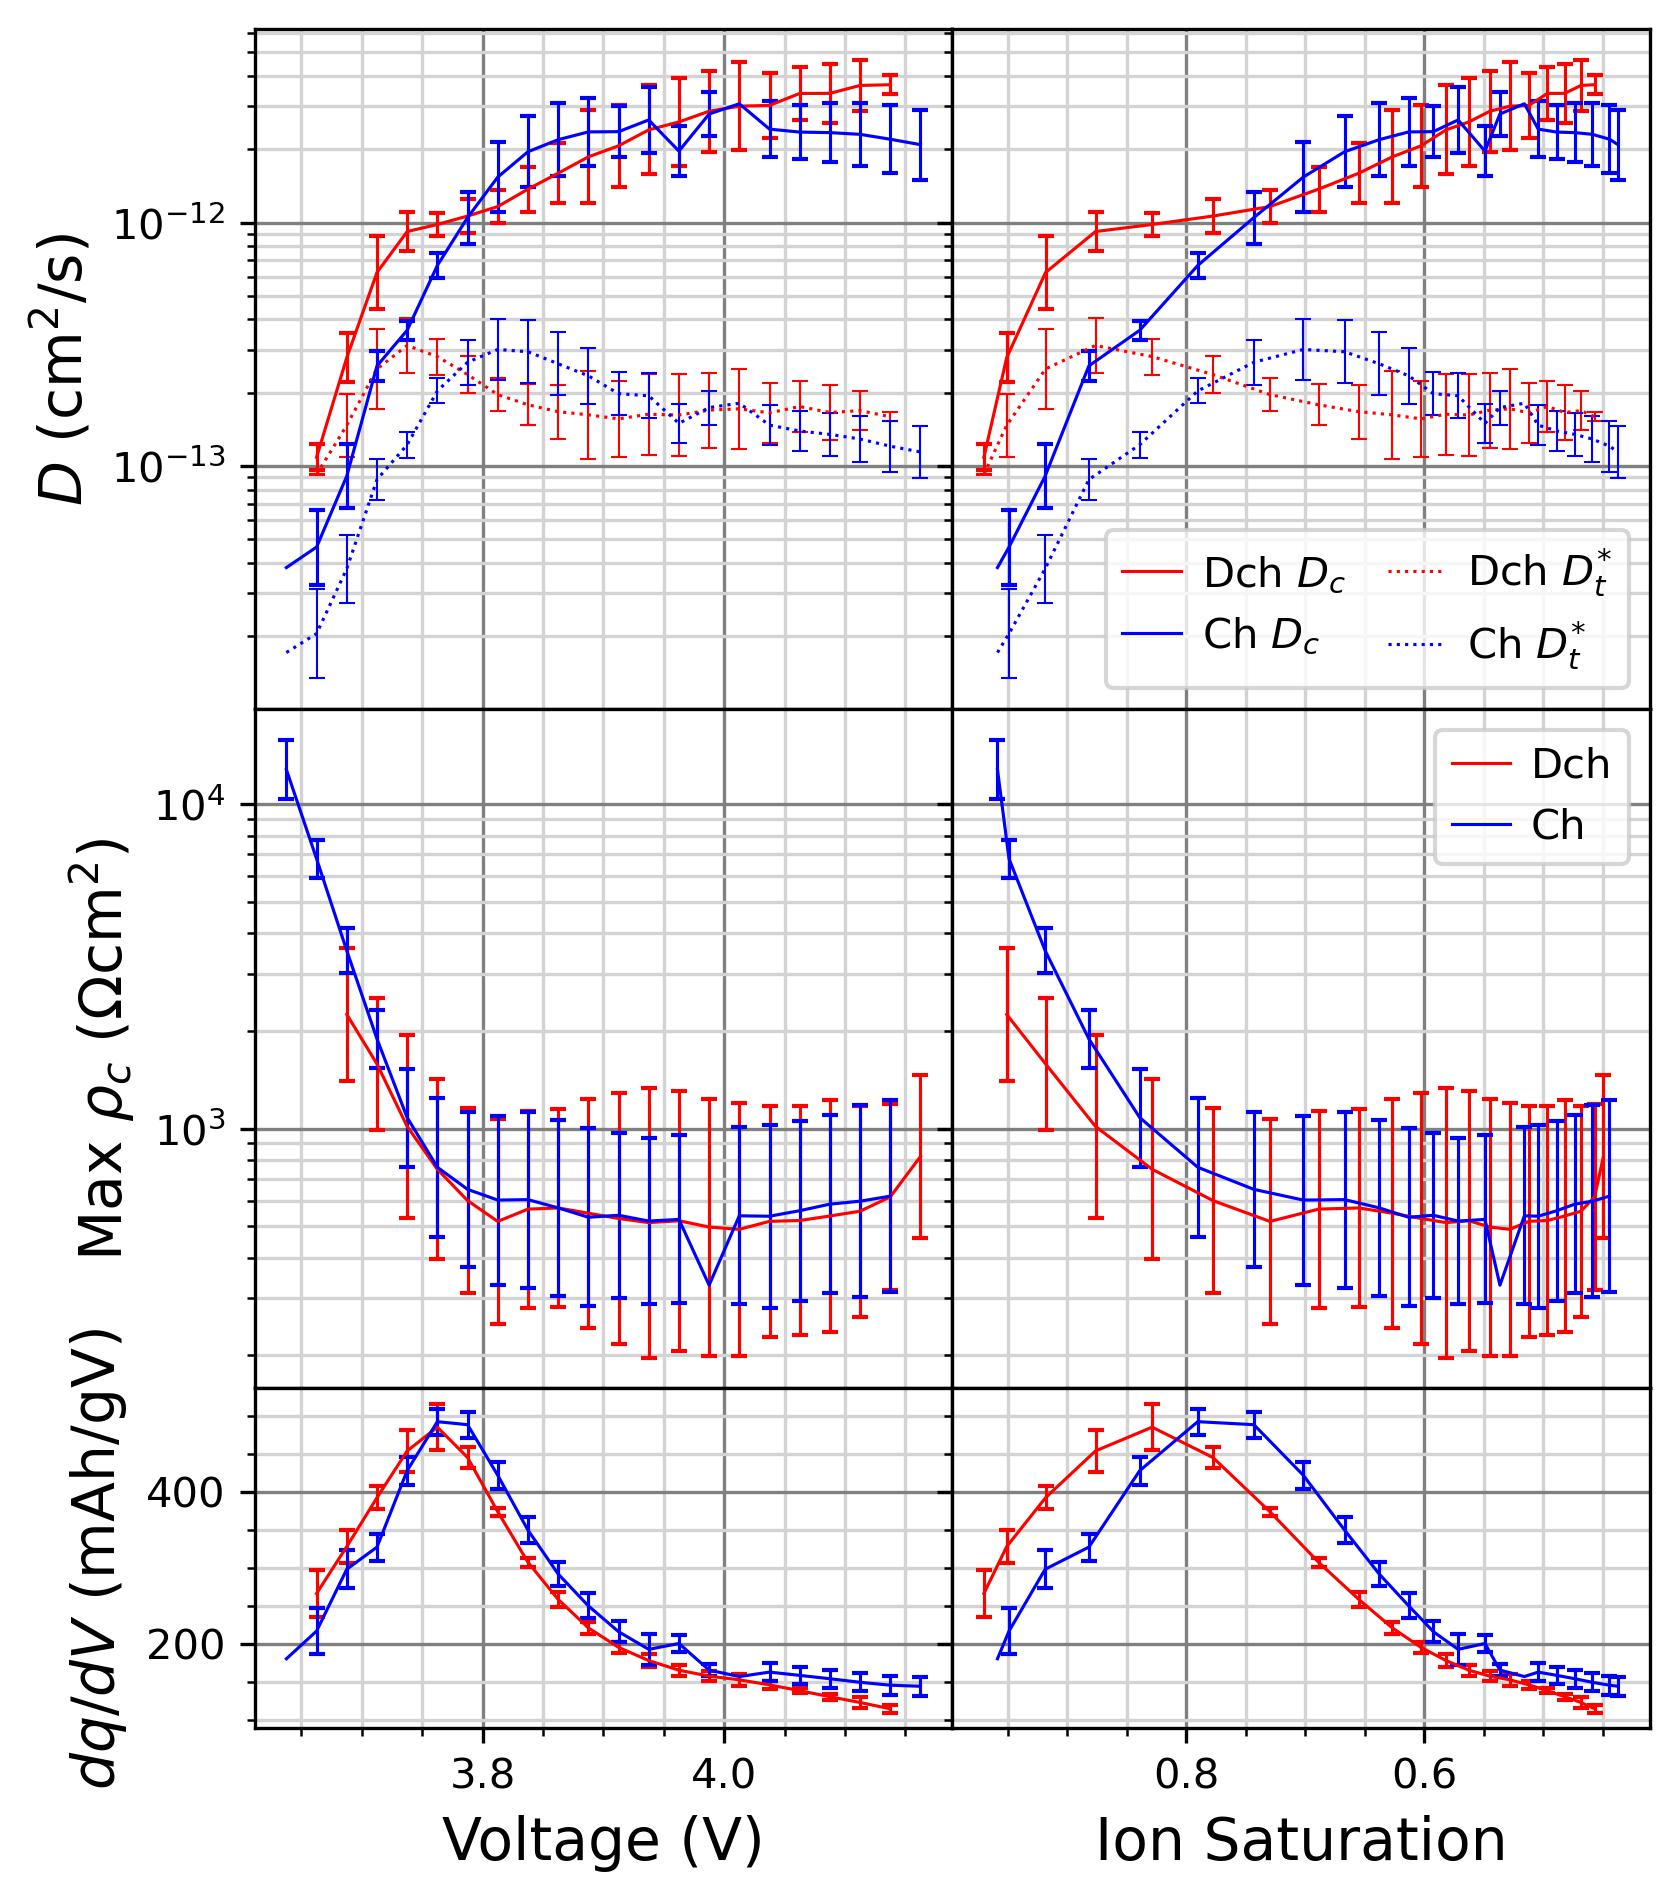 D (cm²/s)
10⁻¹²
10⁻¹³
Dch D_c
Ch D_c
Dch D_t^*
Ch D_t^*
Max ρ_c (Ωcm²)
10⁴
10³
Dch
Ch
dq/dV (mAh/gV)
400
200
3.8
4.0
0.8
0.6
Voltage (V)
Ion Saturation